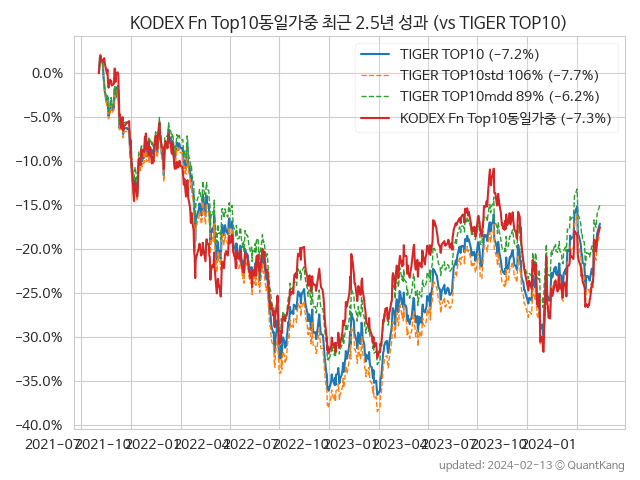 KODEX Fn Top10동일가중 최근 2.5년 성과 (vs TIGER TOP10)
TIGER TOP10 (−7.2%)
TIGER TOP10std 106% (−7.7%)
TIGER TOP10mdd 89% (−6.2%)
KODEX Fn Top10동일가중 (−7.3%)
0.0%
−5.0%
−10.0%
−15.0%
−20.0%
−25.0%
−30.0%
−35.0%
−40.0%
2021-07 2021-10 2022-01 2022-04 2022-07 2022-10 2023-01 2023-04 2023-07 2023-10 2024-01
updated: 2024-02-13 © QuantKang